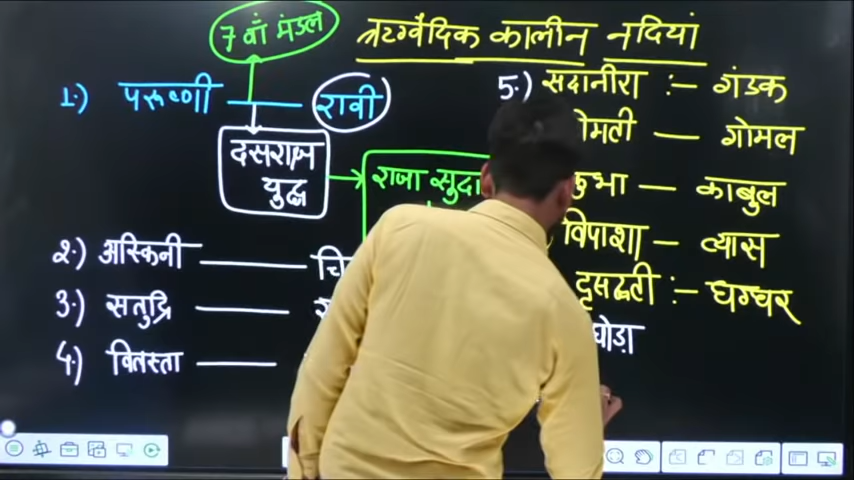 7 वाँ मंडल
ऋग्वैदिक कालीन नदियां
1.) परूष्णी — रावी
दसराज्ञ
युद्ध
राजा सुदा
2.) अस्किनी — चि
3.) सतुद्रि —
4.) वितस्ता —
5.) सदानीरा :- गंडक
ोमती — गोमल
कुभा — काबुल
विपाशा — व्यास
दृसद्वती :- घग्घर
घोड़ा